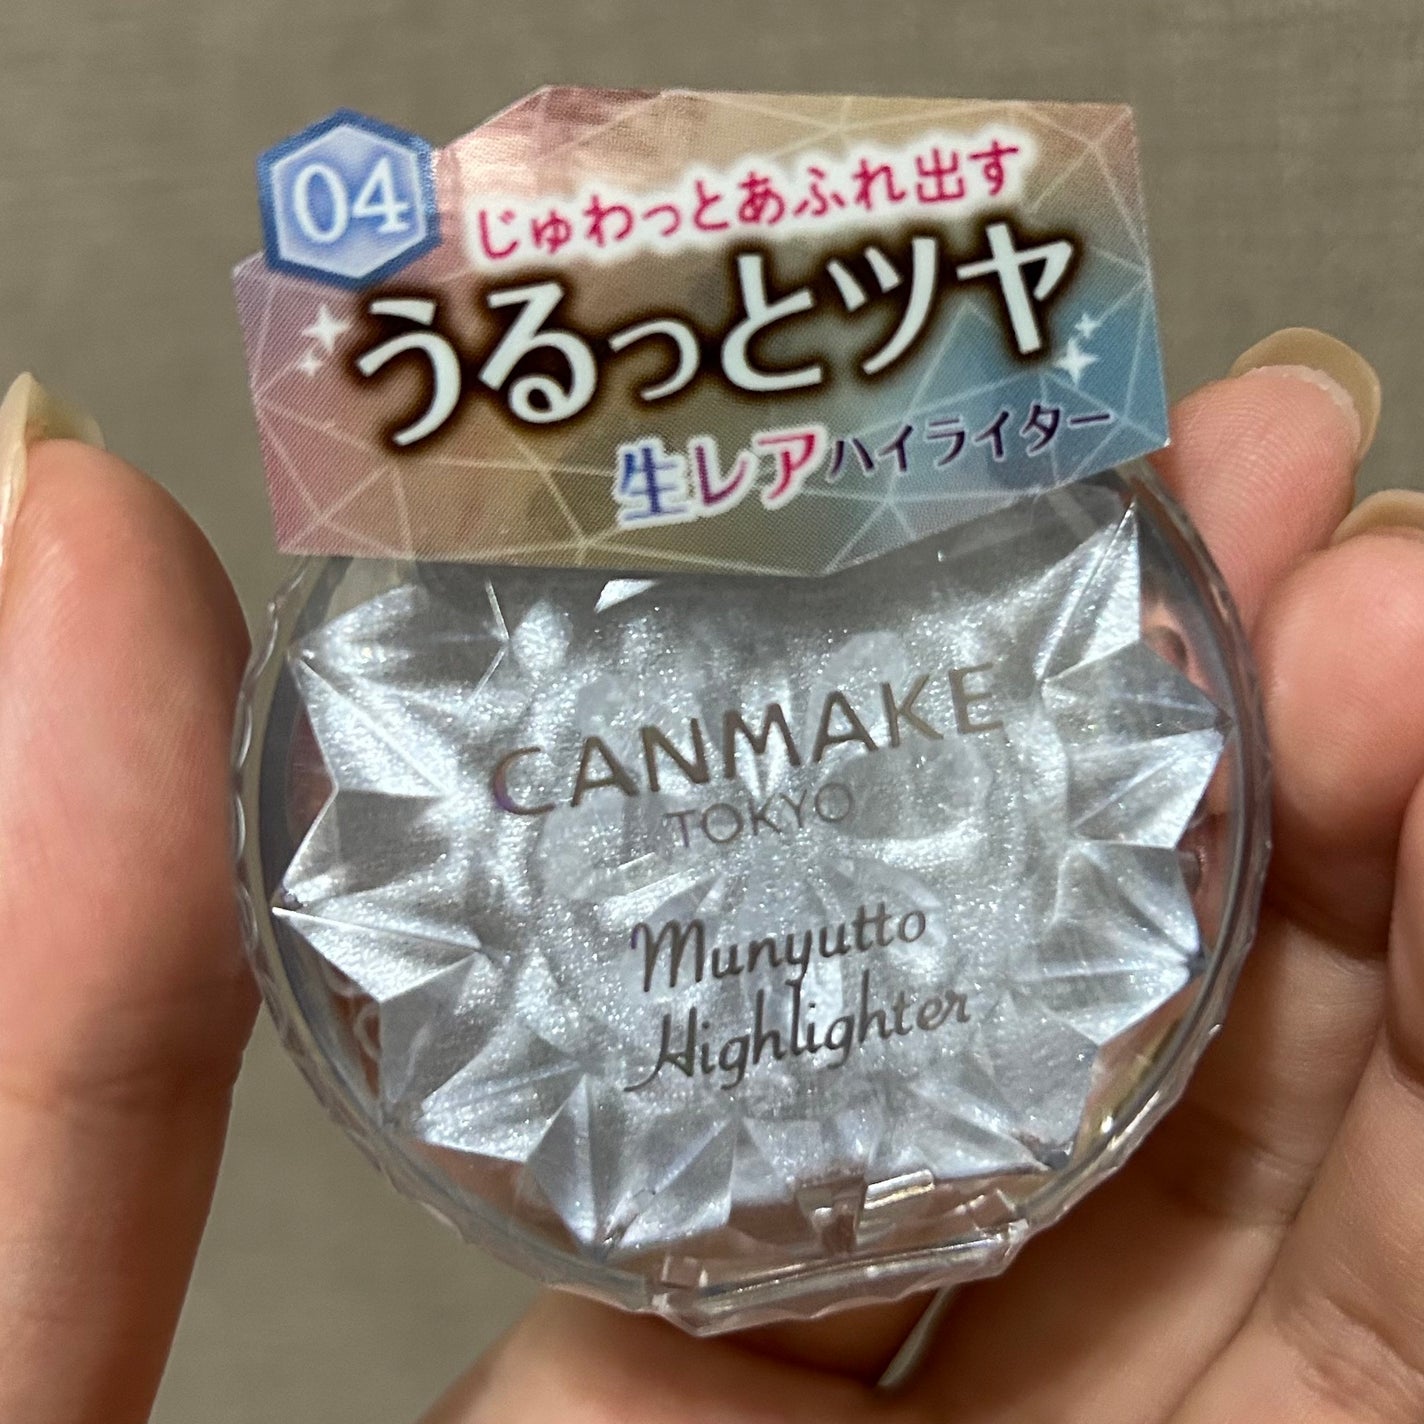 04
じゅわっとあふれ出す
うるっとツヤ
生レアハイライター
CANMAKE
TOKYO
Munyutto
Highlighter